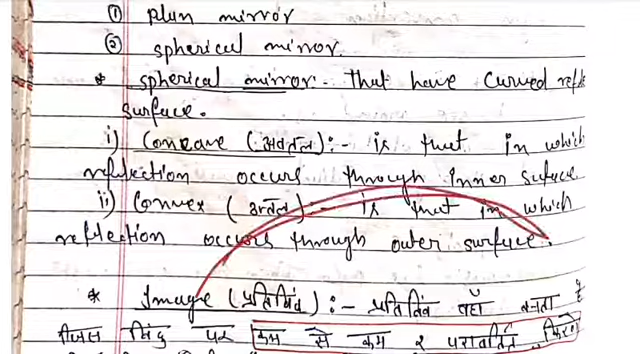 ① plun mirror
② spherical mirror
* spherical mirror - That have Curved refle
surface.
i) Concave (अवतल) :- is that in which
reflection occurs through inner surface
ii) Convex (उत्तल) :- is that in which
reflection occurs through outer surface.
* Image (प्रतिबिंब) :- प्रतिबिंब वहाँ बनता है
जिस बिंदु पर कम से कम 2 परावर्तित किरणें